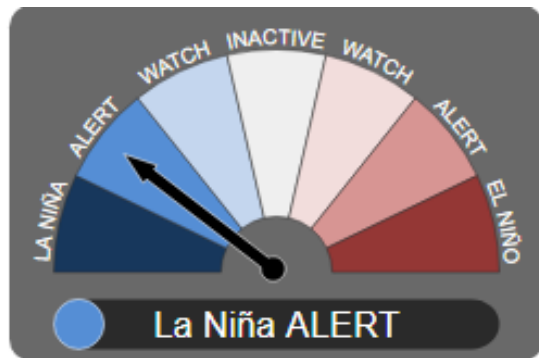 LA NIÑA
ALERT
WATCH
INACTIVE
WATCH
ALERT
EL NIÑO
La Niña ALERT